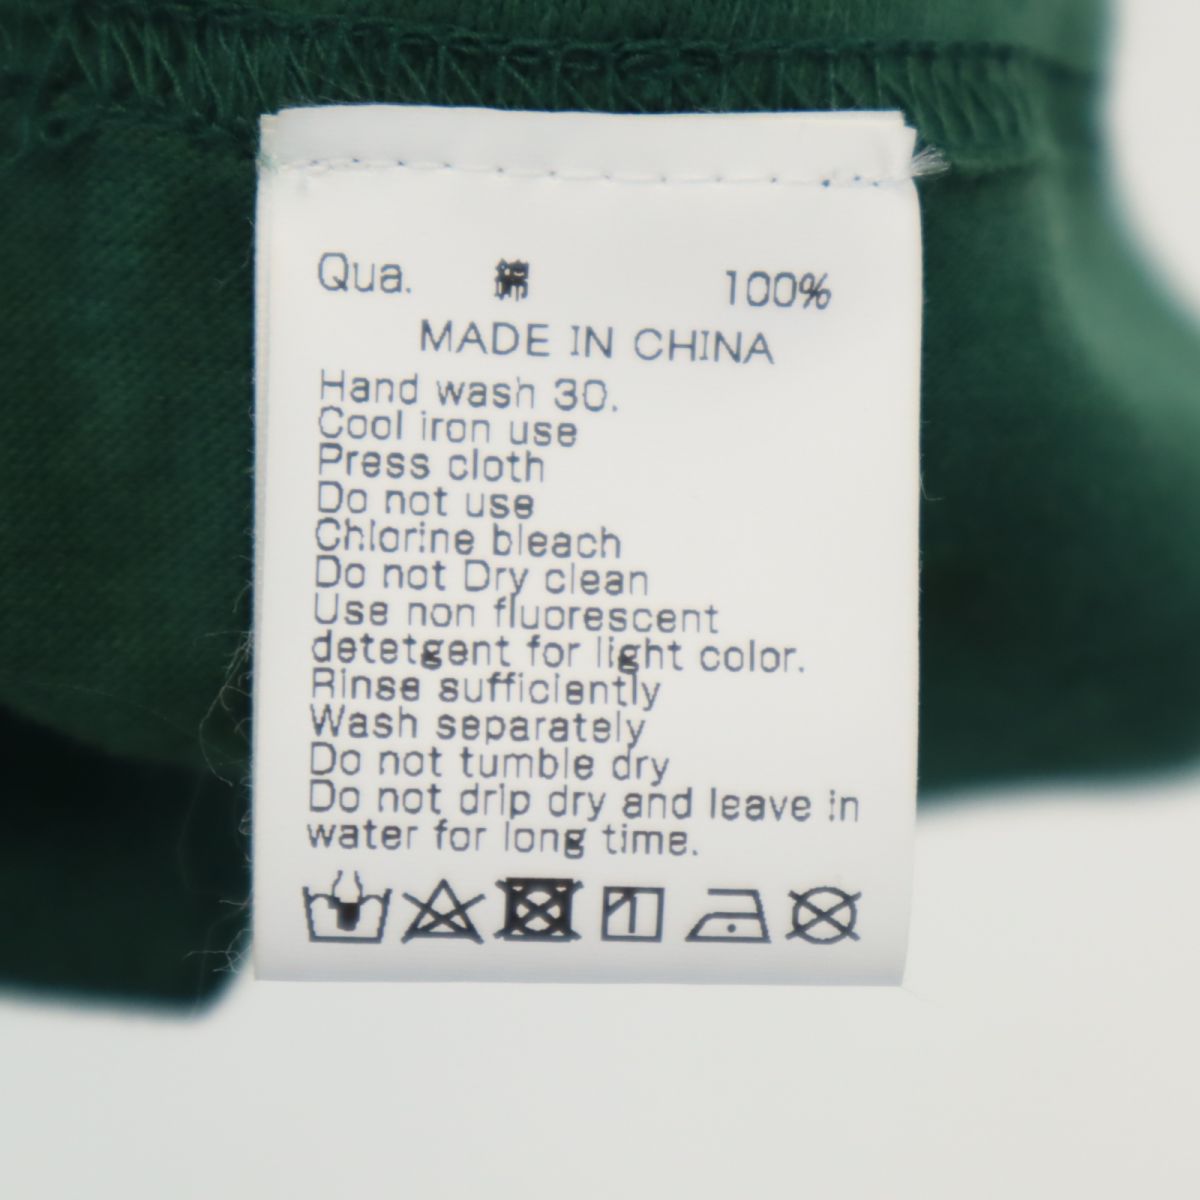 Qua. 綿 100%
MADE IN CHINA
Hand wash 30.
Cool iron use
Press cloth
Do not use
Chlorine bleach
Do not Dry clean
Use non fluorescent
detetgent for light color.
Rinse sufficiently
Wash separately
Do not tumble dry
Do not drip dry and leave in
water for long time.